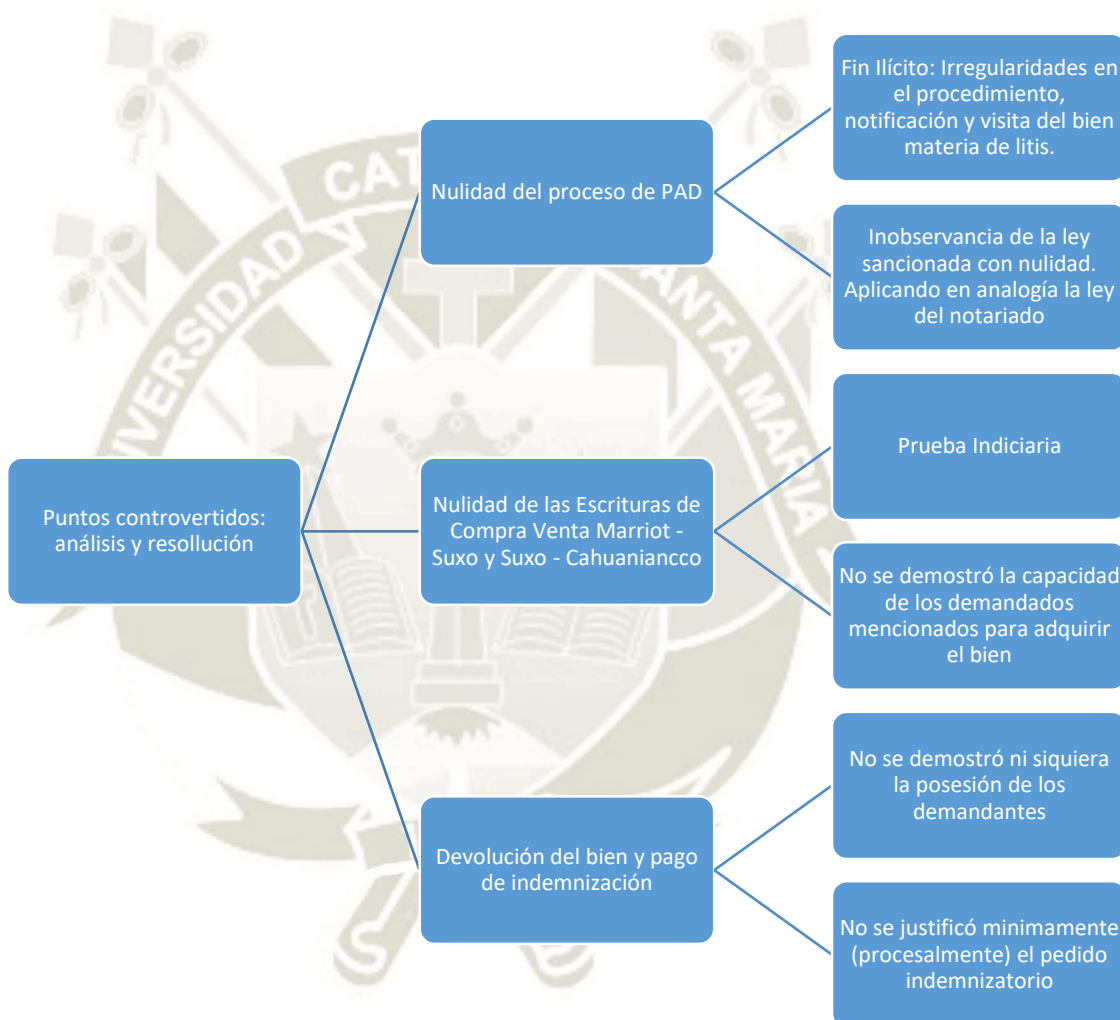 Puntos controvertidos:
análisis y resollución
Nulidad del proceso de PAD
Fin Ilícito: Irregularidades en
el procedimiento,
notificación y visita del bien
materia de litis.
Inobservancia de la ley
sancionada con nulidad.
Aplicando en analogía la ley
del notariado
Nulidad de las Escrituras de
Compra Venta Marriot -
Suxo y Suxo - Cahuaniancco
Prueba Indiciaria
No se demostró la capacidad
de los demandados
mencionados para adquirir
el bien
Devolución del bien y pago
de indemnización
No se demostró ni siquiera
la posesión de los
demandantes
No se justificó minimamente
(procesalmente) el pedido
indemnizatorio
UNIVERSIDAD CAT SANTA MARIA